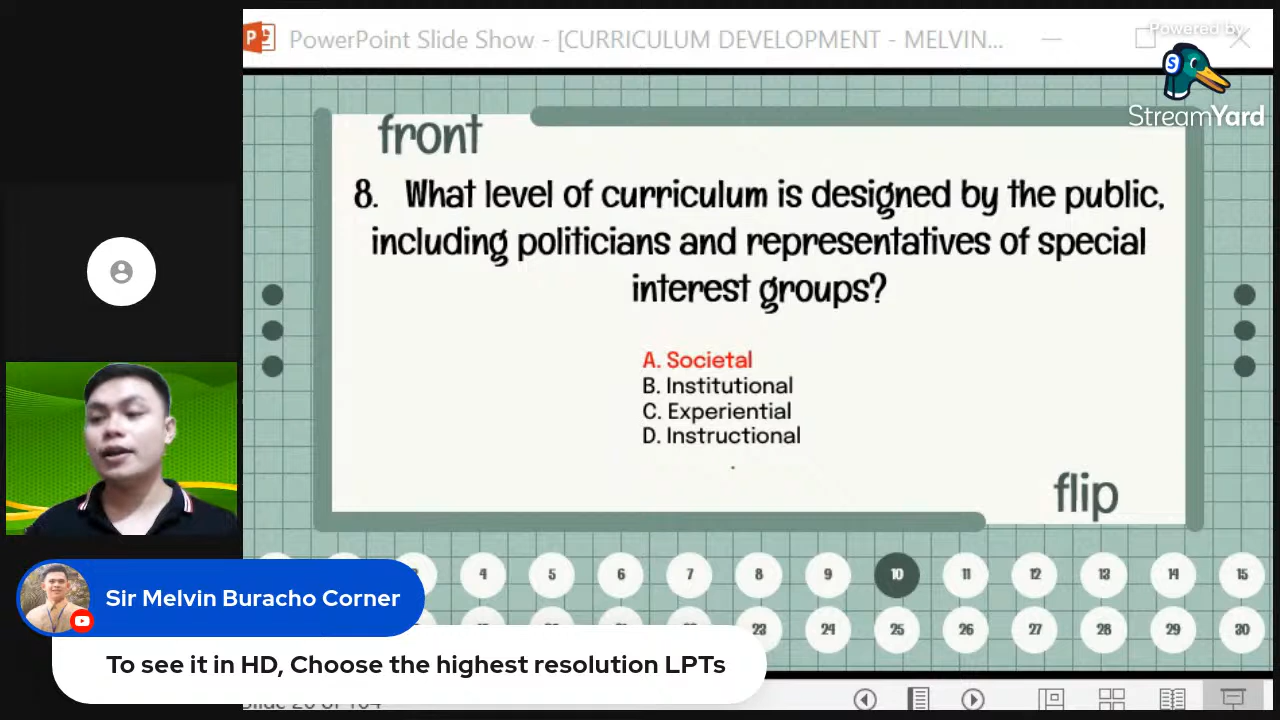 PowerPoint Slide Show - [CURRICULUM DEVELOPMENT - MELVIN...
Powered by
StreamYard
front
8. What level of curriculum is designed by the public,
including politicians and representatives of special
interest groups?
A. Societal
B. Institutional
C. Experiential
D. Instructional
flip
4 5 6 7 8 9 10 11 12 13 14 15
23 24 25 26 27 28 29 30
Sir Melvin Buracho Corner
To see it in HD, Choose the highest resolution LPTs